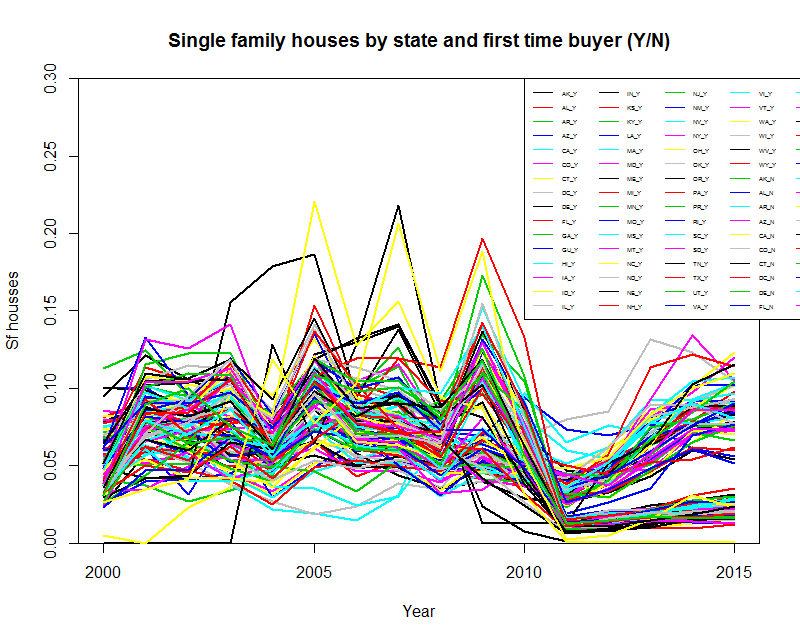 Single family houses by state and first time buyer (Y/N)
Sf housses
0.30
0.25
0.20
0.15
0.10
0.05
0.00
AK_Y IN_Y NJ_Y VI_Y
AL_Y KS_Y NM_Y VT_Y
AR_Y KY_Y NV_Y WA_Y
AZ_Y LA_Y NY_Y WI_Y
CA_Y MA_Y OH_Y WV_Y
CO_Y MD_Y OK_Y WY_Y
CT_Y ME_Y OR_Y AK_N
DC_Y MI_Y PA_Y AL_N
DE_Y MN_Y PR_Y AR_N
FL_Y MO_Y RI_Y AZ_N
GA_Y MS_Y SC_Y CA_N
GU_Y MT_Y SD_Y CO_N
HI_Y NC_Y TN_Y CT_N
IA_Y ND_Y TX_Y DC_N
ID_Y NE_Y UT_Y DE_N
IL_Y NH_Y VA_Y FL_N
2000 2005 2010 2015
Year